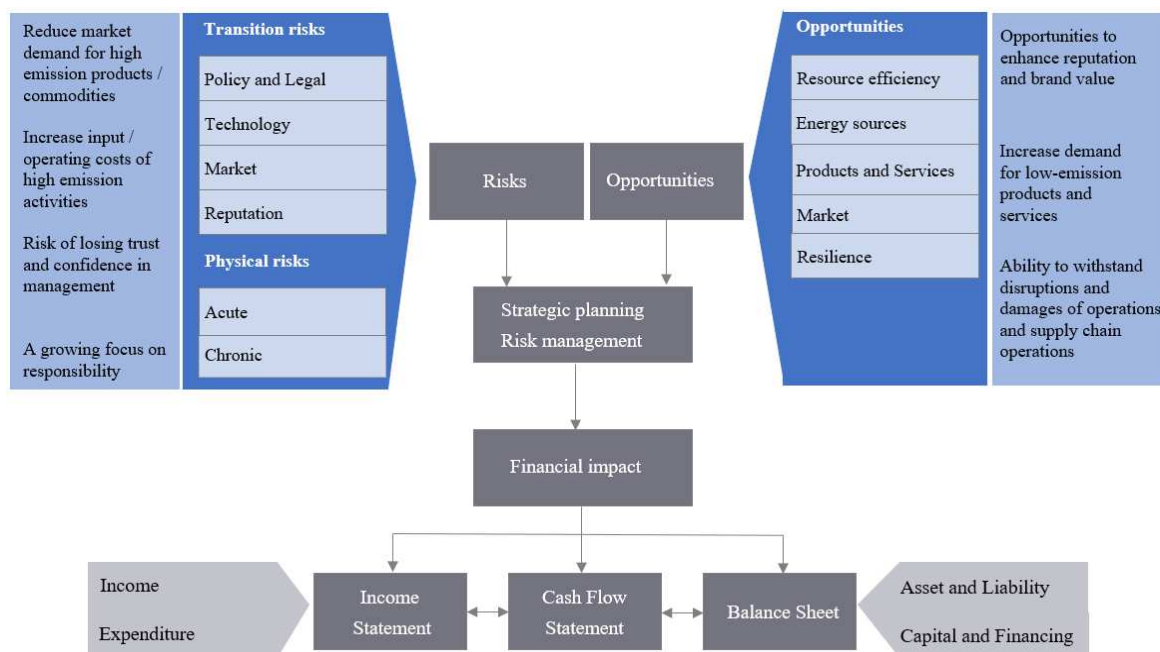 Reduce market
demand for high
emission products /
commodities
Increase input /
operating costs of
high emission
activities
Risk of losing trust
and confidence in
management
A growing focus on
responsibility
Transition risks
Policy and Legal
Technology
Market
Reputation
Physical risks
Acute
Chronic
Risks
Opportunities
Strategic planning
Risk management
Financial impact
Opportunities
Resource efficiency
Energy sources
Products and Services
Market
Resilience
Opportunities to
enhance reputation
and brand value
Increase demand
for low-emission
products and
services
Ability to withstand
disruptions and
damages of operations
and supply chain
operations
Income
Expenditure
Income
Statement
Cash Flow
Statement
Balance Sheet
Asset and Liability
Capital and Financing